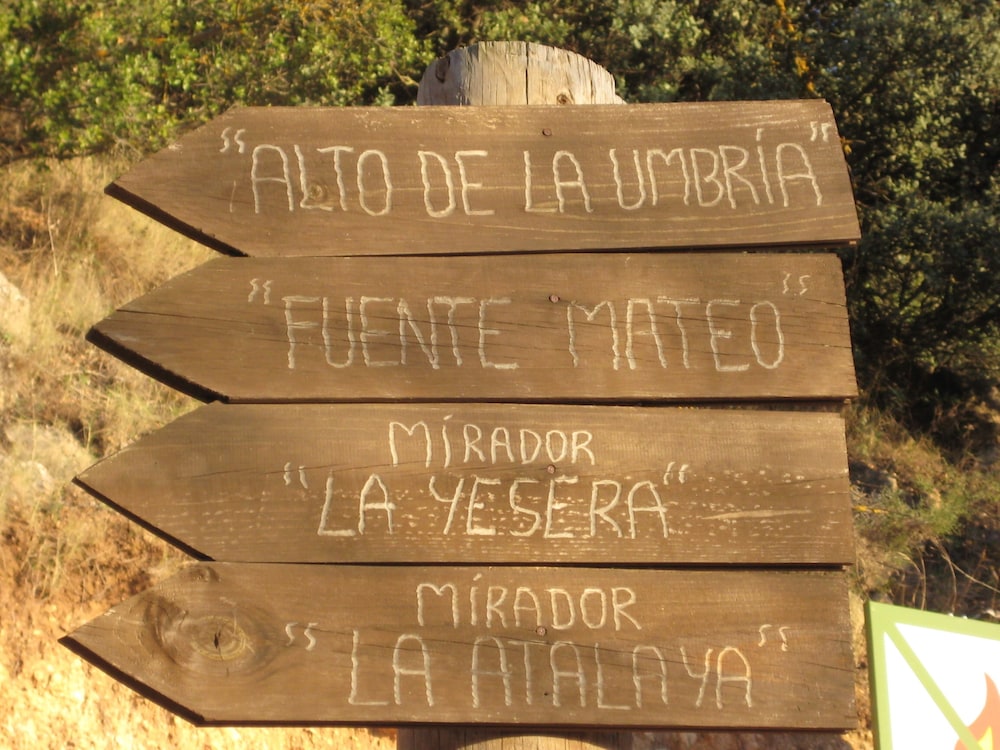 "ALTO DE LA UMBRÍA"
"FUENTE MATEO"
MÍRADOR
"LA YESERA"
MÍRADOR
"LA ATALAYA"